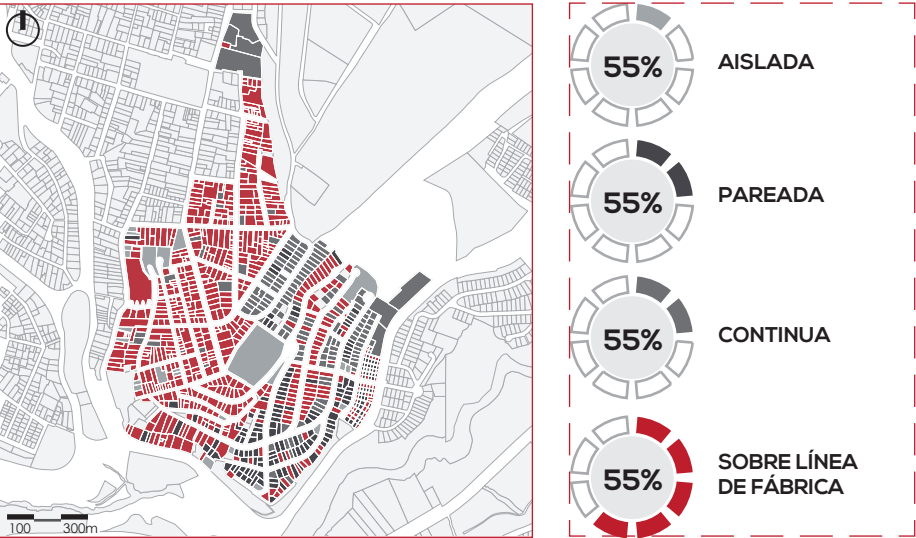 55%
AISLADA
55%
PAREADA
55%
CONTINUA
55%
SOBRE LÍNEA
DE FÁBRICA
100 300m